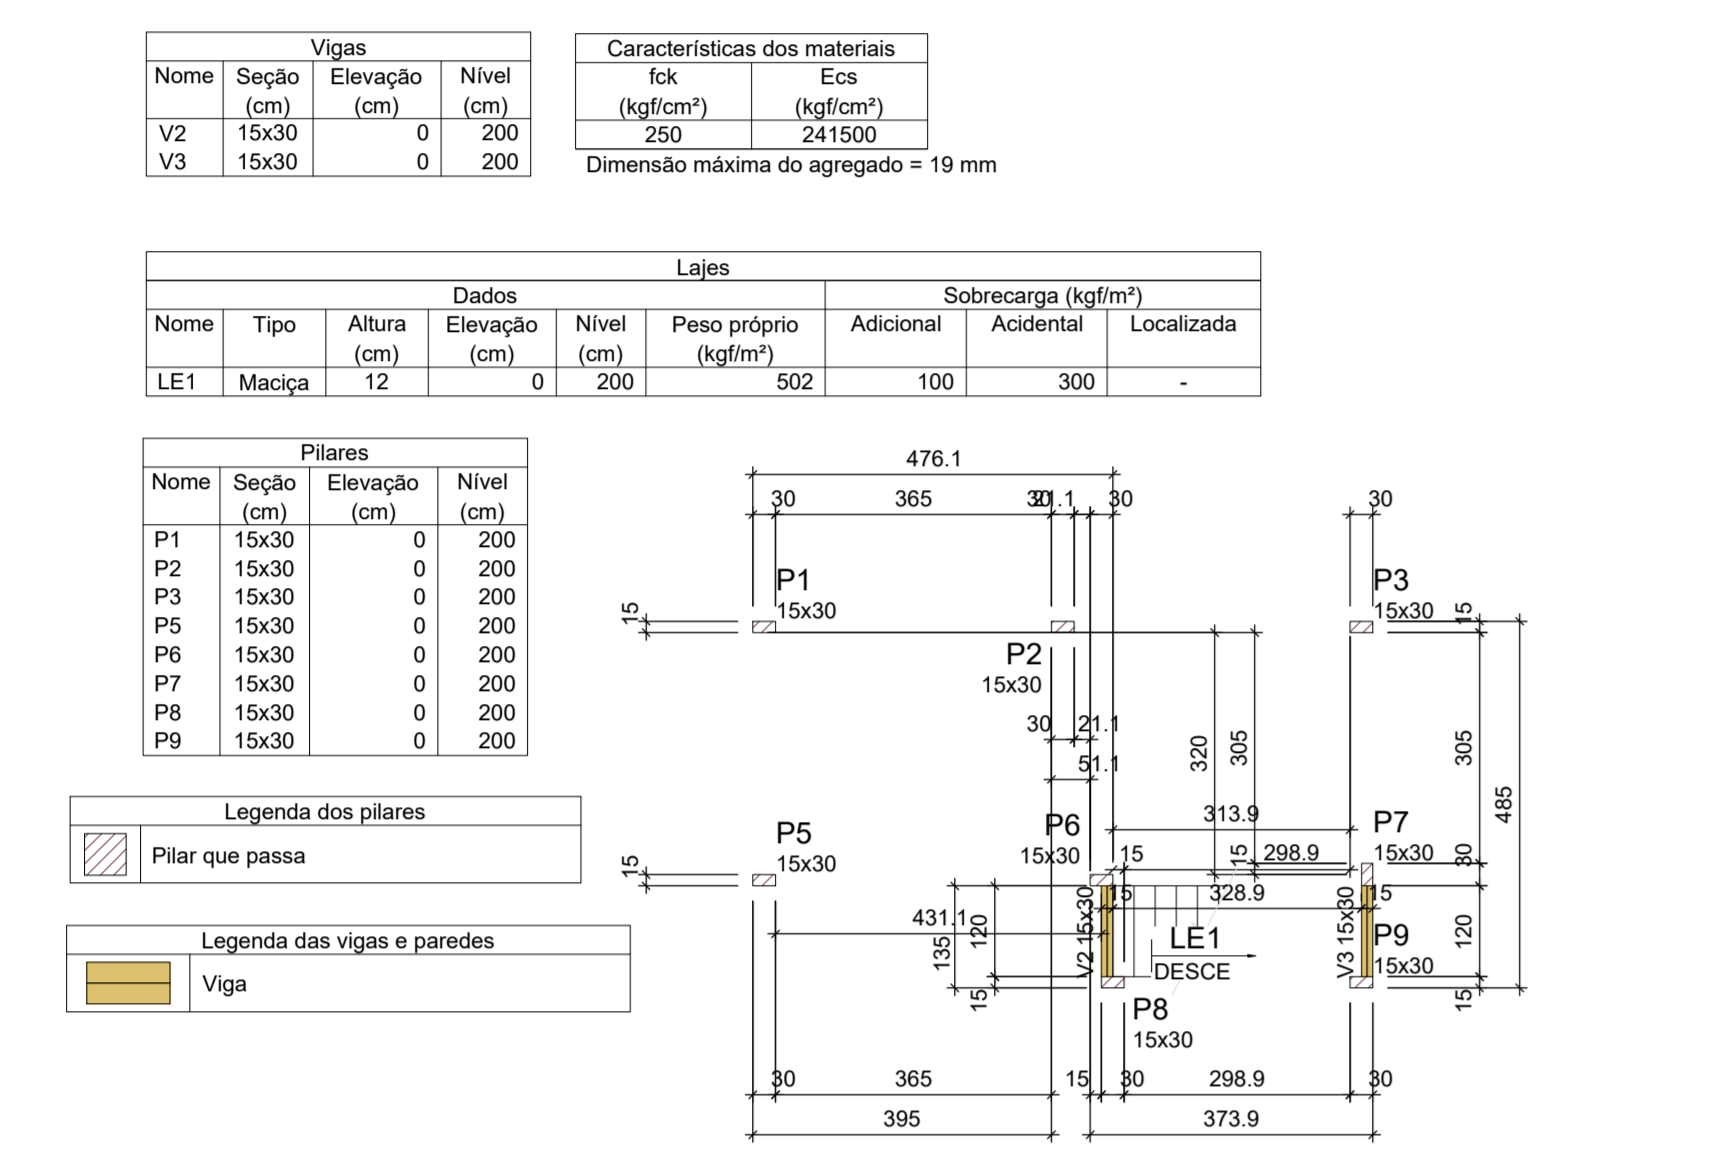 Vigas
Nome Seção Elevação Nível
(cm) (cm) (cm)
V2 15x30 0 200
V3 15x30 0 200
Características dos materiais
fck Ecs
(kgf/cm²) (kgf/cm²)
250 241500
Dimensão máxima do agregado = 19 mm
Lajes
Dados Sobrecarga (kgf/m²)
Nome Tipo Altura Elevação Nível Peso próprio Adicional Acidental Localizada
(cm) (cm) (cm) (kgf/m²)
LE1 Maciça 12 0 200 502 100 300 -
Pilares
Nome Seção Elevação Nível
(cm) (cm) (cm)
P1 15x30 0 200
P2 15x30 0 200
P3 15x30 0 200
P5 15x30 0 200
P6 15x30 0 200
P7 15x30 0 200
P8 15x30 0 200
P9 15x30 0 200
Legenda dos pilares
Pilar que passa
Legenda das vigas e paredes
Viga
476.1
30 365 30 21.1 30 30
P1
15x30
P3
15x30
15
15
P2
15x30
30 21.1
51.1
320
305
305
485
313.9
P5
15x30
P6
15x30
P7
15x30
15
15
15
298.9
30
15
328.9
15
431.1
120
135
15
V2 15x30
LE1
DESCE
V3 15x30
P9
15x30
120
15
P8
15x30
30 365 15 30 298.9 30
395 373.9